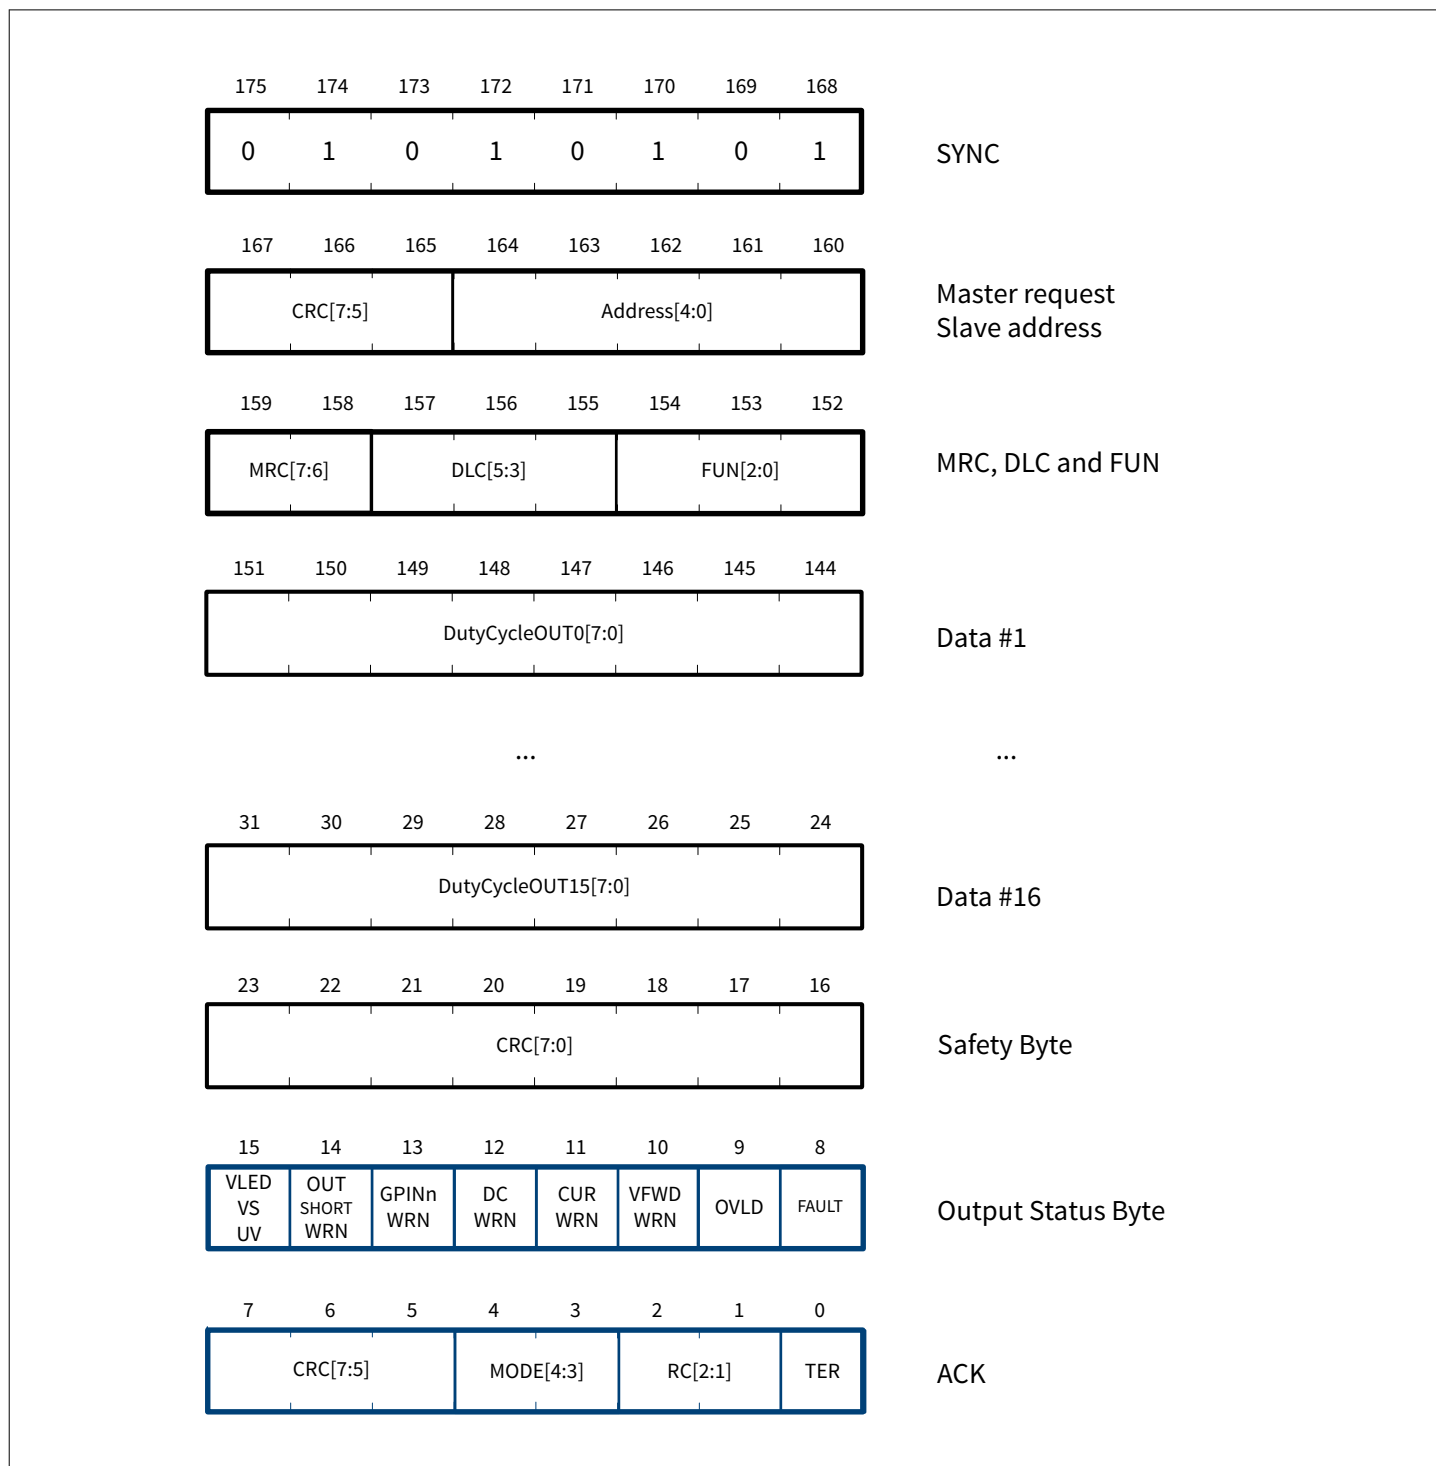 175 174 173 172 171 170 169 168
0 1 0 1 0 1 0 1
SYNC
167 166 165 164 163 162 161 160
CRC[7:5] Address[4:0]
Master request
Slave address
159 158 157 156 155 154 153 152
MRC[7:6] DLC[5:3] FUN[2:0]
MRC, DLC and FUN
151 150 149 148 147 146 145 144
DutyCycleOUT0[7:0]
Data #1
... ...
31 30 29 28 27 26 25 24
DutyCycleOUT15[7:0]
Data #16
23 22 21 20 19 18 17 16
CRC[7:0]
Safety Byte
15 14 13 12 11 10 9 8
VLED
VS
UV
OUT
SHORT
WRN
GPINn
WRN
DC
WRN
CUR
WRN
VFWD
WRN
OVLD
FAULT
Output Status Byte
7 6 5 4 3 2 1 0
CRC[7:5] MODE[4:3] RC[2:1] TER
ACK